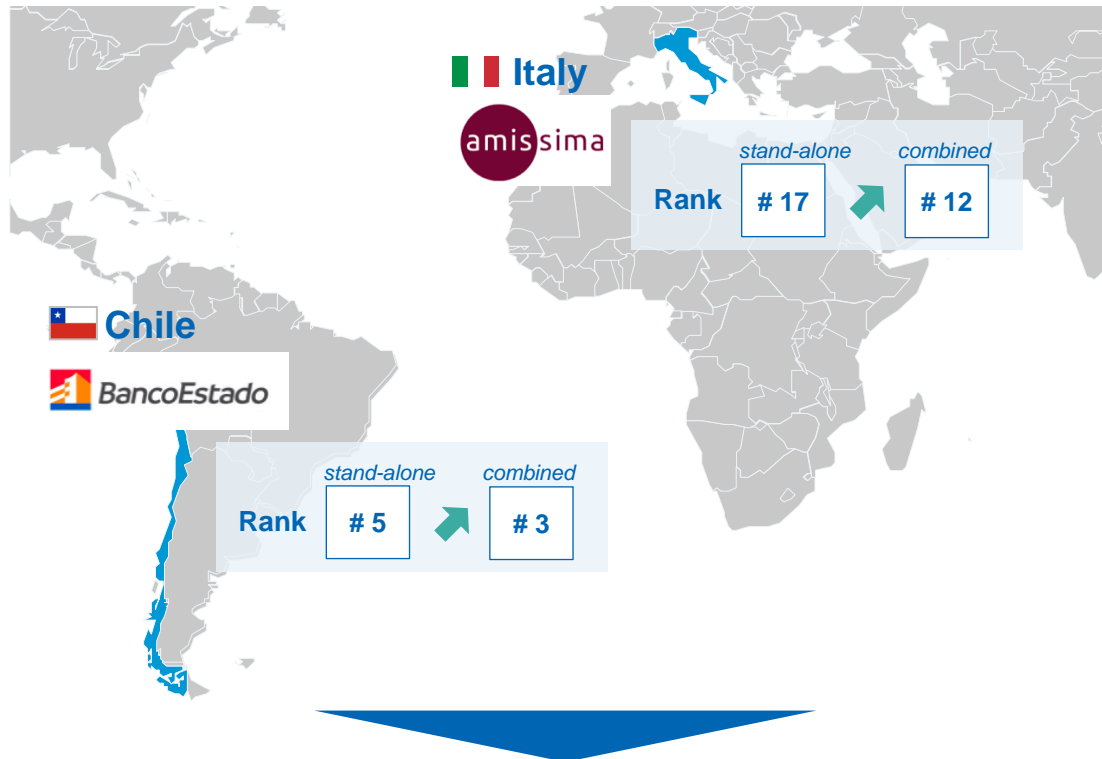 Italy
amissima
stand-alone combined
Rank # 17 # 12
Chile
BancoEstado
stand-alone combined
Rank # 5 # 3